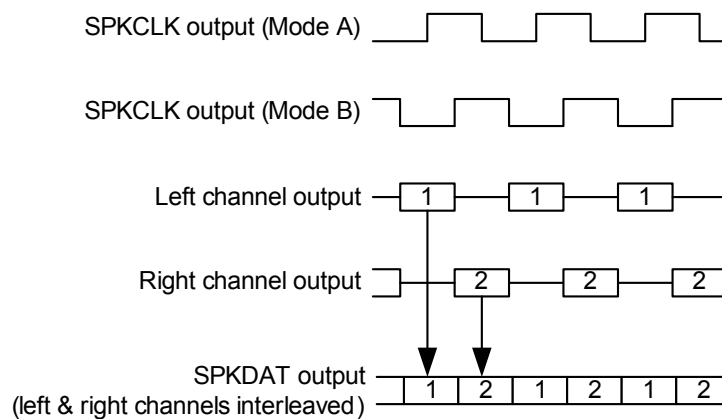 SPKCLK output (Mode A)
SPKCLK output (Mode B)
Left channel output
1 1 1
Right channel output
2 2 2
SPKDAT output
(left & right channels interleaved)
1 2 1 2 1 2